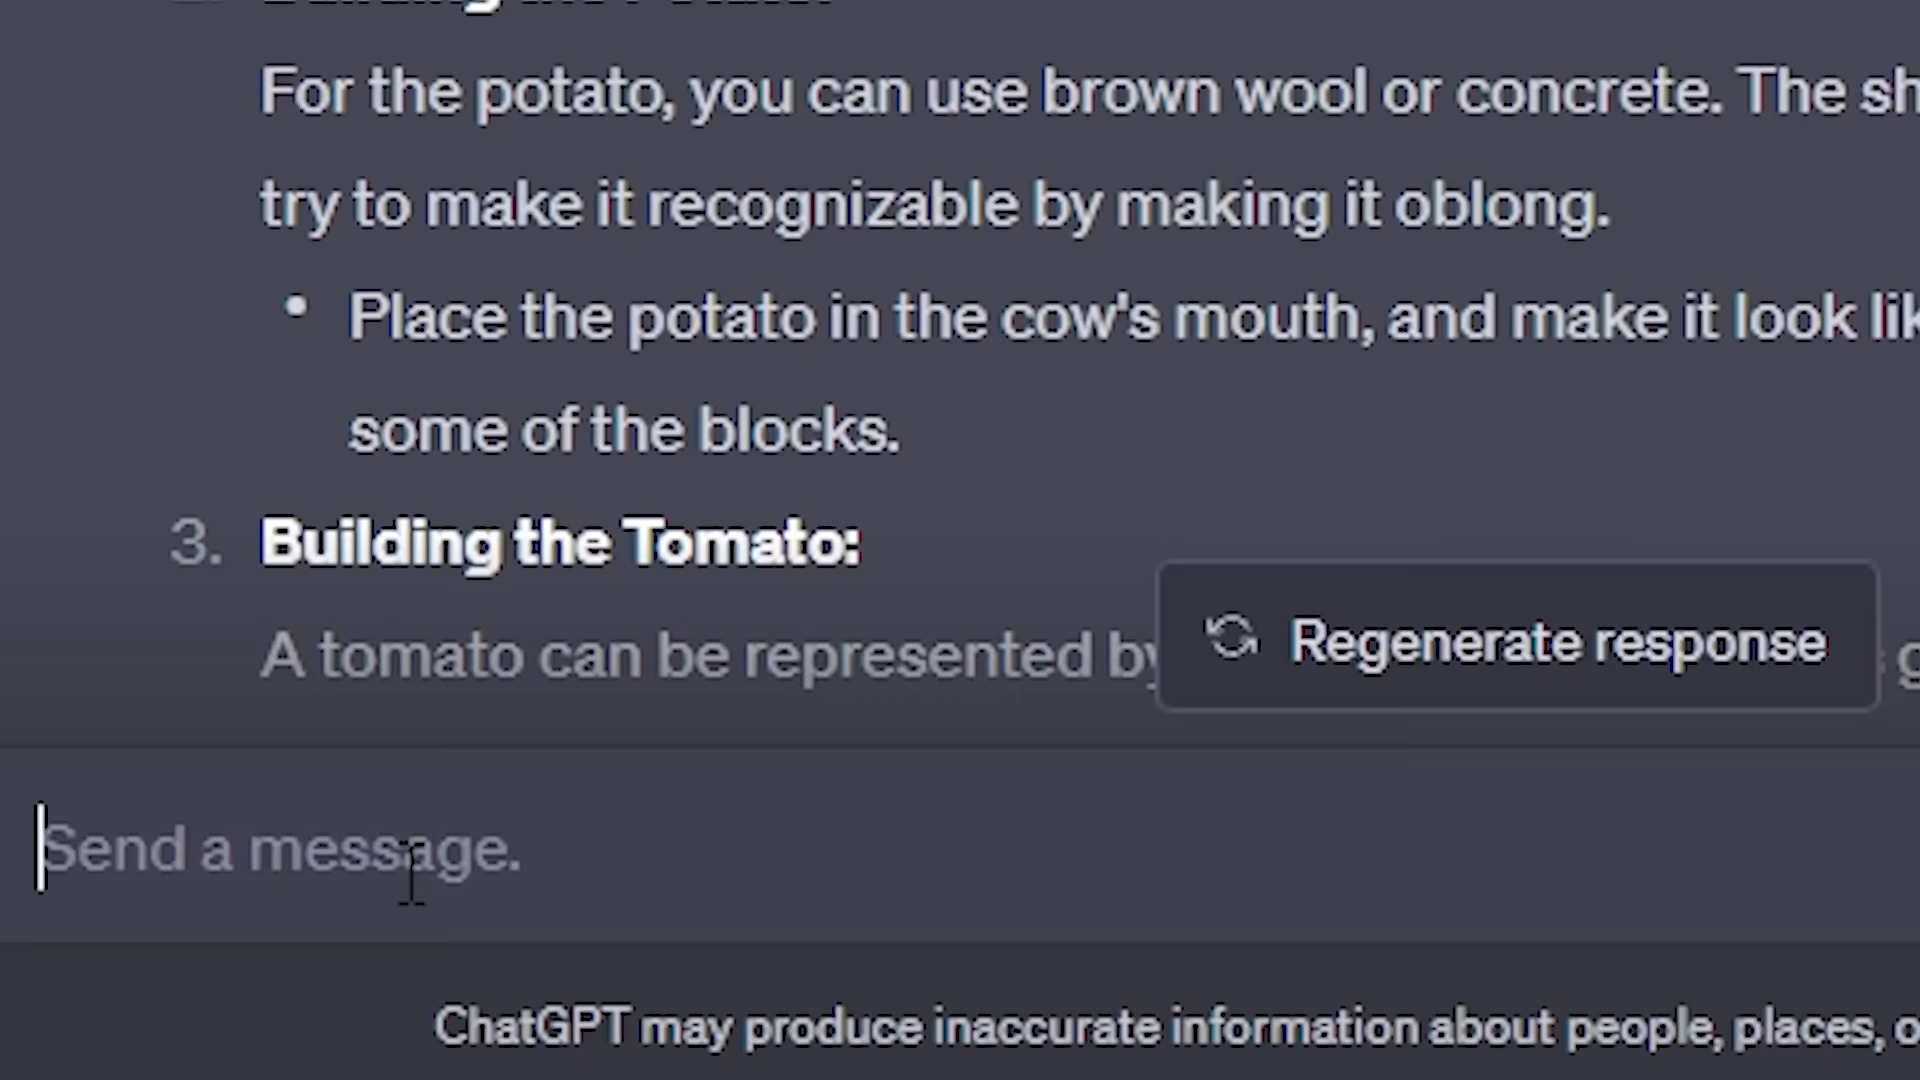 Building the Potato:
For the potato, you can use brown wool or concrete. The sh
try to make it recognizable by making it oblong.
• Place the potato in the cow's mouth, and make it look lik
some of the blocks.
3. Building the Tomato:
A tomato can be represented by
Regenerate response
Send a message.
ChatGPT may produce inaccurate information about people, places, o